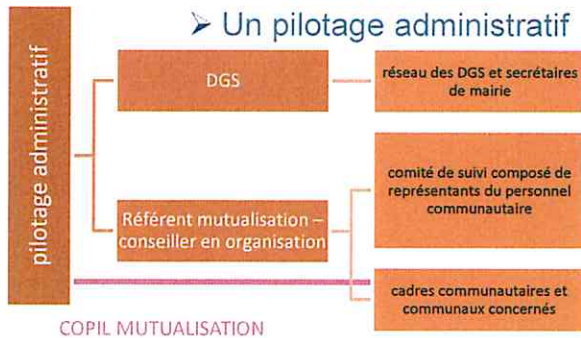 ➢ Un pilotage administratif
pilotage administratif
DGS
réseau des DGS et secrétaires
de mairie
Référent mutualisation –
conseiller en organisation
comité de suivi composé de
représentants du personnel
communautaire
cadres communautaires et
communaux concernés
COPIL MUTUALISATION